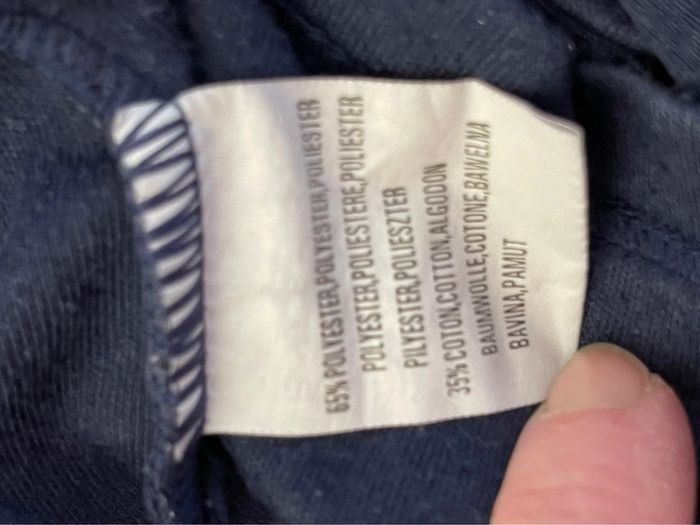 65% POLYESTER,POLYESTER,POLIESTER
POLYESTER,POLIESTERE,POLIESTER
PILYESTER,POLIESZTER
35% COTON,COTTON,ALGODON
BAUMWOLLE,COTONE,BAWELNA
BAVINA,PAMUT